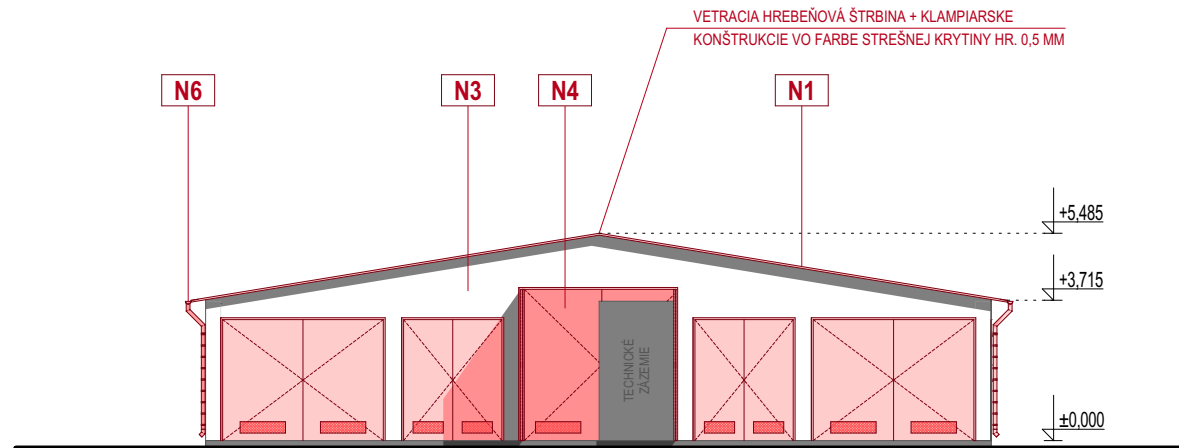 VETRACIA HREBEŇOVÁ ŠTRBINA + KLAMPIARSKE
KONŠTRUKCIE VO FARBE STREŠNEJ KRYTINY HR. 0,5 MM
N6
N3
N4
N1
+5,485
+3,715
TECHNICKÉ
ZÁZEMIE
±0,000